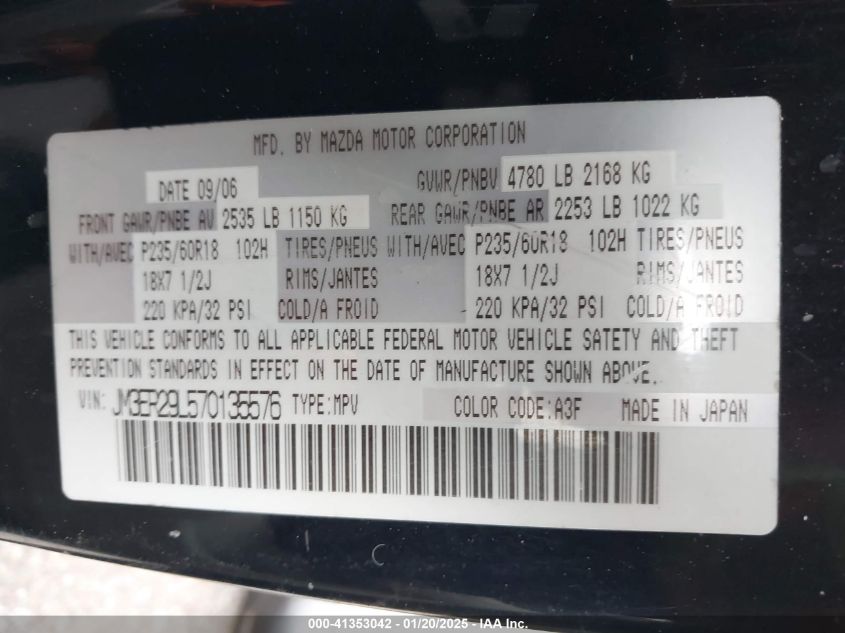 MFD. BY MAZDA MOTOR CORPORATION
DATE 09/06 GVWR/PNBV 4780 LB 2168 KG
FRONT GAWR/PNBE AV 2535 LB 1150 KG REAR GAWR/PNBE AR 2253 LB 1022 KG
WITH/AVEC P235/60R18 102H TIRES/PNEUS WITH/AVEC P235/60R18 102H TIRES/PNEUS
18X7 1/2J RIMS/JANTES 18X7 1/2J RIMS/JANTES
220 KPA/32 PSI COLD/A FROID 220 KPA/32 PSI COLD/A FROID
THIS VEHICLE CONFORMS TO ALL APPLICABLE FEDERAL MOTOR VEHICLE SAFETY AND THEFT
PREVENTION STANDARDS IN EFFECT ON THE DATE OF MANUFACTURE SHOWN ABOVE.
VIN: JM3ER29L570135576 TYPE:MPV COLOR CODE:A3F MADE IN JAPAN
000-41353042 - 01/20/2025 - IAA Inc.